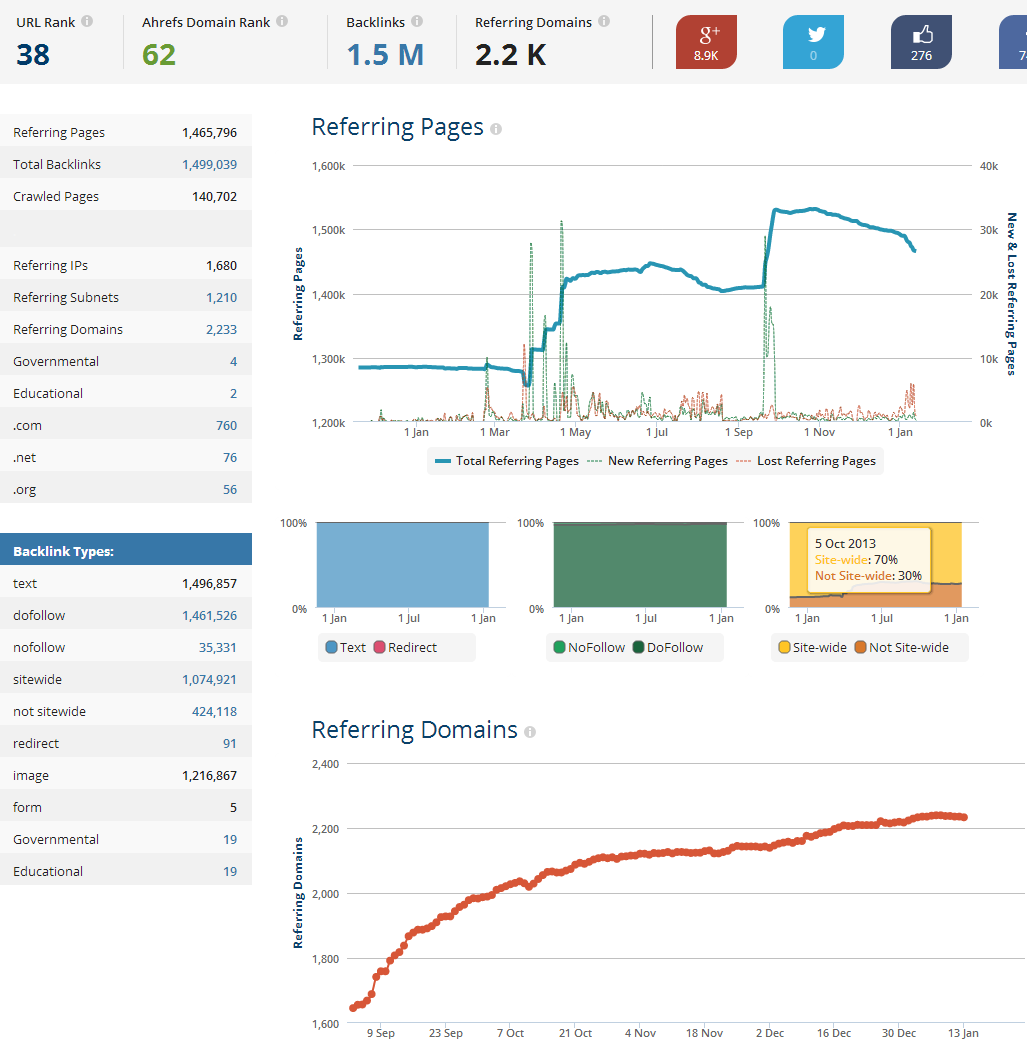 URL Rank
38
Ahrefs Domain Rank
62
Backlinks
1.5 M
Referring Domains
2.2 K
g+
8.9K
0
276
Referring Pages 1,465,796
Total Backlinks 1,499,039
Crawled Pages 140,702
Referring IPs 1,680
Referring Subnets 1,210
Referring Domains 2,233
Governmental 4
Educational 2
.com 760
.net 76
.org 56
Backlink Types:
text 1,496,857
dofollow 1,461,526
nofollow 35,331
sitewide 1,074,921
not sitewide 424,118
redirect 91
image 1,216,867
form 5
Governmental 19
Educational 19
Referring Pages
Referring Pages
1,600k
1,500k
1,400k
1,300k
1,200k
40k
30k
20k
10k
0k
New & Lost Referring Pages
1 Jan 1 Mar 1 May 1 Jul 1 Sep 1 Nov 1 Jan
Total Referring Pages New Referring Pages Lost Referring Pages
100%
0%
1 Jan 1 Jul 1 Jan
Text Redirect
100%
0%
1 Jan 1 Jul 1 Jan
NoFollow DoFollow
100%
0%
5 Oct 2013
Site-wide: 70%
Not Site-wide: 30%
1 Jan 1 Jul 1 Jan
Site-wide Not Site-wide
Referring Domains
Referring Domains
2,400
2,200
2,000
1,800
1,600
9 Sep 23 Sep 7 Oct 21 Oct 4 Nov 18 Nov 2 Dec 16 Dec 30 Dec 13 Jan